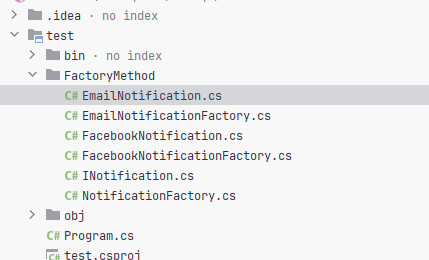 .idea · no index
test
bin · no index
FactoryMethod
C# EmailNotification.cs
C# EmailNotificationFactory.cs
C# FacebookNotification.cs
C# FacebookNotificationFactory.cs
C# INotification.cs
C# NotificationFactory.cs
obj
C# Program.cs
C# test.csproj